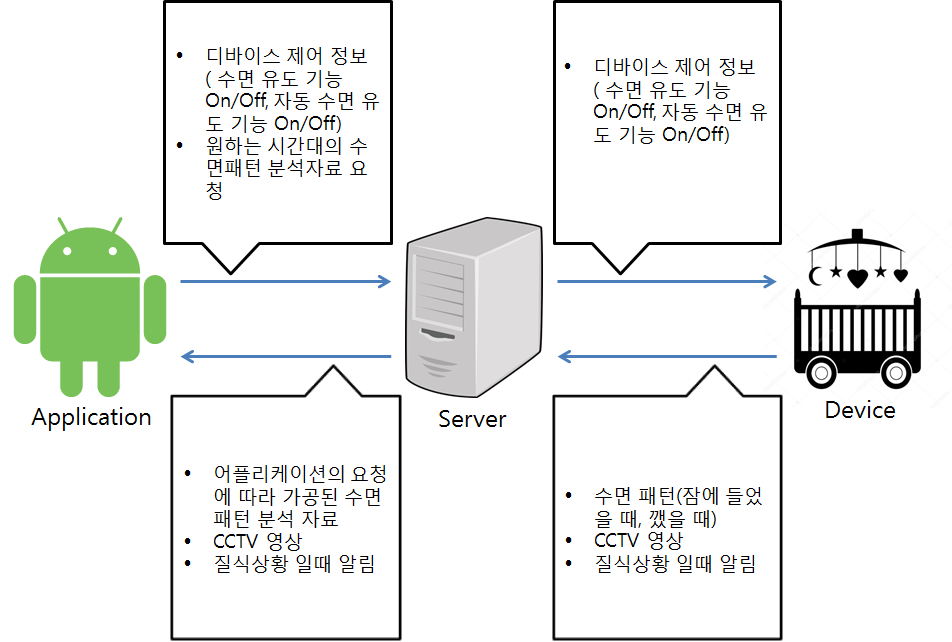 • 디바이스 제어 정보
( 수면 유도 기능
On/Off, 자동 수면 유
도 기능 On/Off)
• 원하는 시간대의 수
면패턴 분석자료 요
청
• 디바이스 제어 정보
( 수면 유도 기능
On/Off, 자동 수면 유
도 기능 On/Off)
Application
Server
Device
• 어플리케이션의 요청
에 따라 가공된 수면
패턴 분석 자료
• CCTV 영상
• 질식상황 일때 알림
• 수면 패턴(잠에 들었
을 때, 깼을 때)
• CCTV 영상
• 질식상황 일때 알림